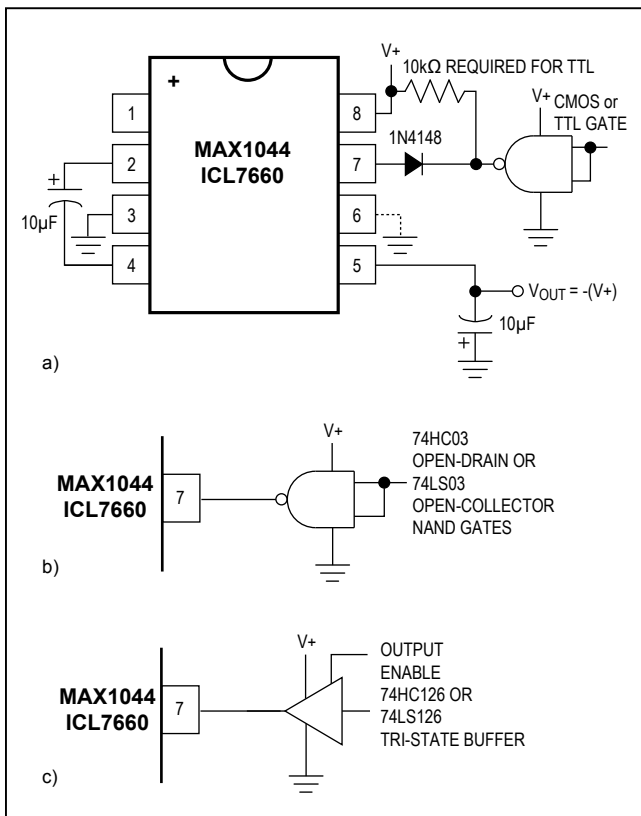 V+
10kΩ REQUIRED FOR TTL
+
1
8
V+
CMOS or
TTL GATE
MAX1044
ICL7660
1N4148
+
2
7
10µF
3
6
4
5
VOUT = -(V+)
10µF
+
a)
V+
74HC03
OPEN-DRAIN OR
74LS03
OPEN-COLLECTOR
NAND GATES
MAX1044
ICL7660
7
b)
V+
OUTPUT
ENABLE
74HC126 OR
74LS126
TRI-STATE BUFFER
MAX1044
ICL7660
7
c)